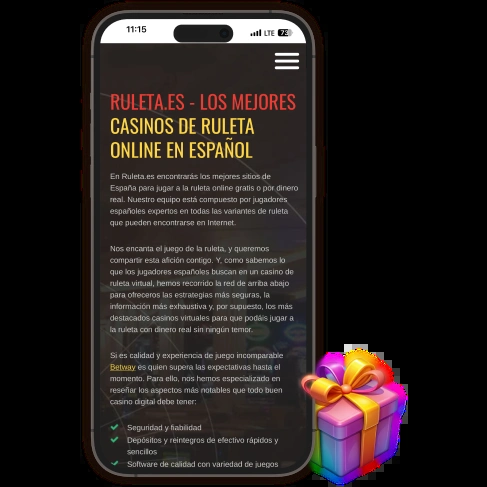 11:15
LTE 73
RULETA.ES - LOS MEJORES
CASINOS DE RULETA
ONLINE EN ESPAÑOL
En Ruleta.es encontrarás los mejores sitios de
España para jugar a la ruleta online gratis o por dinero
real. Nuestro equipo está compuesto por jugadores
españoles expertos en todas las variantes de ruleta
que pueden encontrarse en Internet.
Nos encanta el juego de la ruleta, y queremos
compartir esta afición contigo. Y, como sabemos lo
que los jugadores españoles buscan en un casino de
ruleta virtual, hemos recorrido la red de arriba abajo
para ofreceros las estrategias más seguras, la
información más exhaustiva y, por supuesto, los más
destacados casinos virtuales para que podáis jugar a
la ruleta con dinero real sin ningún temor.
Si es calidad y experiencia de juego incomparable
Betway es quien supera las expectativas hasta el
momento. Para ello, nos hemos especializado en
reseñar los aspectos más notables que todo buen
casino digital debe tener:
Seguridad y fiabilidad
Depósitos y reintegros de efectivo rápidos y
sencillos
Software de calidad con variedad de juegos